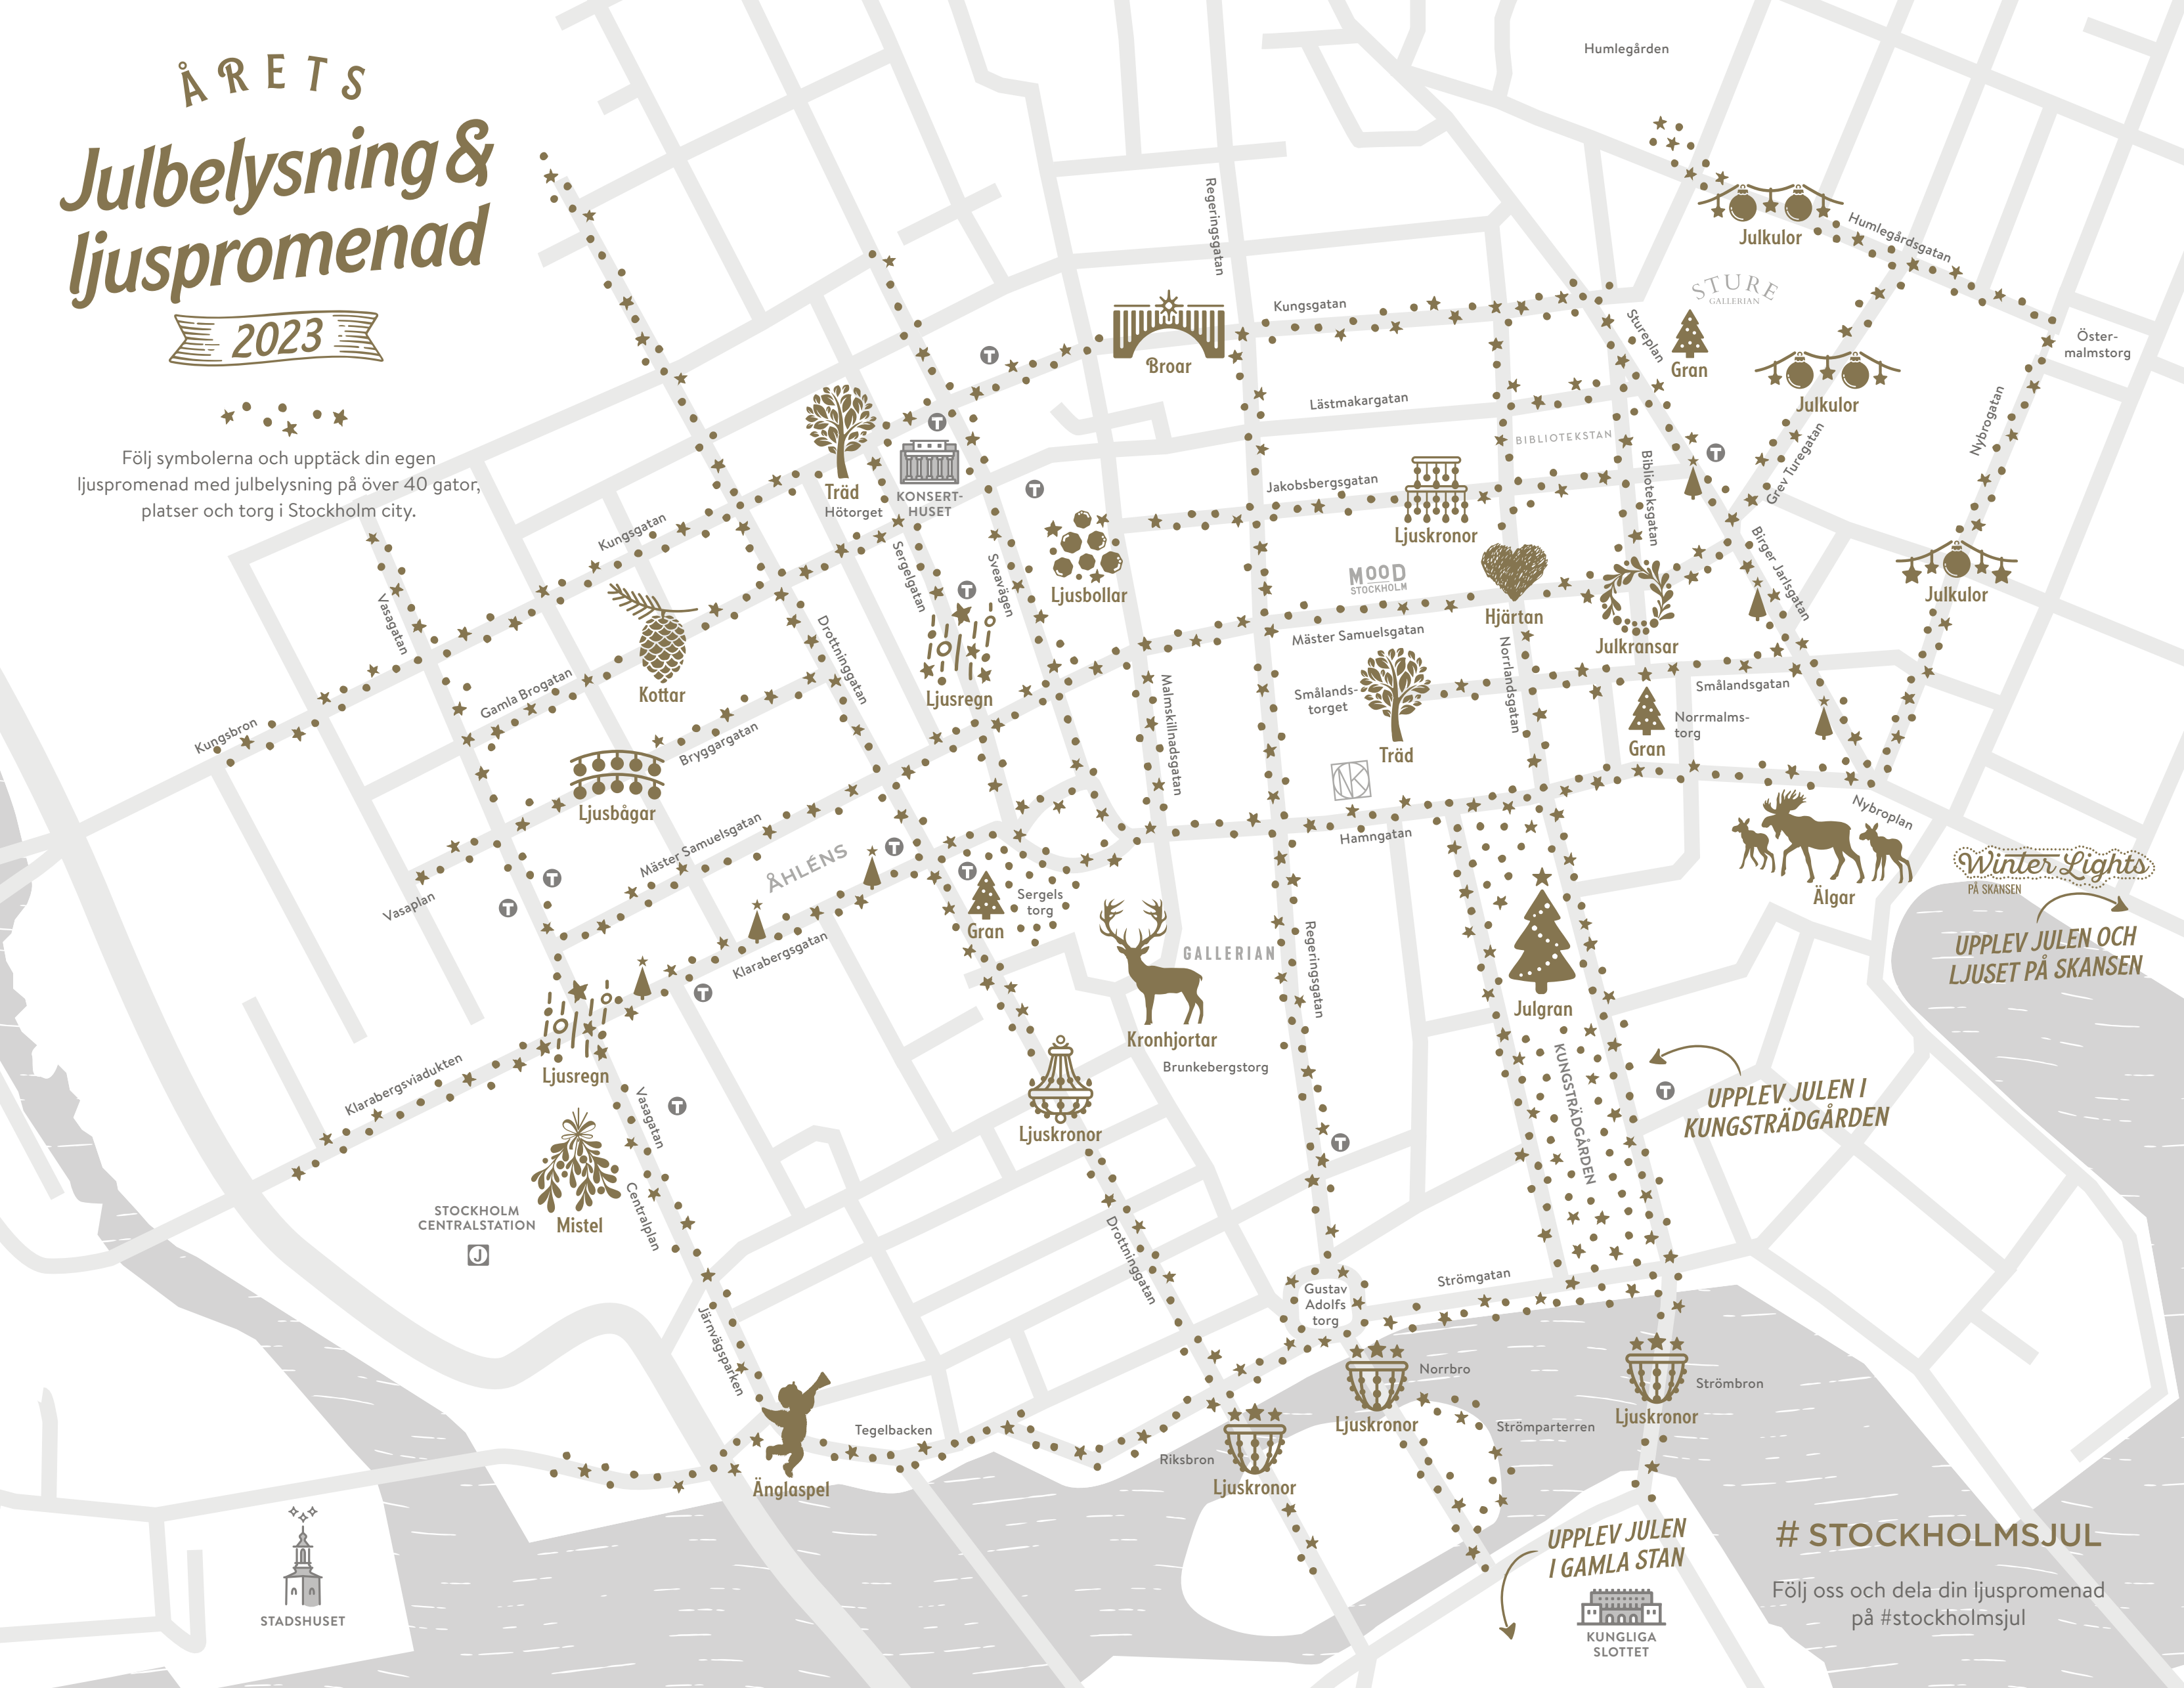 ÅRETS
Julbelysning &
ljuspromenad
2023
Följ symbolerna och upptäck din egen
ljuspromenad med julbelysning på över 40 gator,
platser och torg i Stockholm city.
Humlegården
Regeringsgatan
Julkulor
Humlegårdsgatan
STURE
GALLERIAN
Kungsgatan
Stureplan
Öster-
malmstorg
Broar
Gran
T
Lästmakargatan
Julkulor
Nybrogatan
T
BIBLIOTEKSTAN
T
Grev Turegatan
Träd
Hötorget
KONSERT-
HUSET
T
Jakobsbergsgatan
Biblioteksgatan
Ljuskronor
Kungsgatan
Sergelgatan
Sveavägen
Birger Jarlsgatan
MOOD
STOCKHOLM
Vasagatan
T
Ljusbollar
Julkulor
Hjärtan
Drottninggatan
Mäster Samuelsgatan
Julkransar
Kottar
Gamla Brogatan
Ljusregn
Malmskillnadsgatan
Smålands-
torget
Norrlandsgatan
Smålandsgatan
Kungsbron
Bryggargatan
Norrmalms-
torg
Träd
Gran
NK
Ljusbågar
Mäster Samuelsgatan
Hamngatan
Nybroplan
ÅHLÉNS
T
T
T
T
Winter Lights
PÅ SKANSEN
Vasaplan
Sergels
torg
Älgar
Gran
Klarabergsgatan
GALLERIAN
Regeringsgatan
UPPLEV JULEN OCH
LJUSET PÅ SKANSEN
T
Julgran
Kronhjortar
Brunkebergstorg
Klarabergsviadukten
Ljusregn
KUNGSTRÄDGÅRDEN
T
UPPLEV JULEN I
KUNGSTRÄDGÅRDEN
Vasagatan
T
Ljuskronor
T
STOCKHOLM
CENTRALSTATION
J
Mistel
Centralplan
Drottninggatan
Gustav
Adolfs
torg
Strömgatan
Järnvägsparken
Norrbro
Strömbron
Tegelbacken
Ljuskronor
Ljuskronor
Strömparterren
Riksbron
Änglaspel
Ljuskronor
UPPLEV JULEN
I GAMLA STAN
# STOCKHOLMSJUL
Följ oss och dela din ljuspromenad
på #stockholmsjul
STADSHUSET
KUNGLIGA
SLOTTET